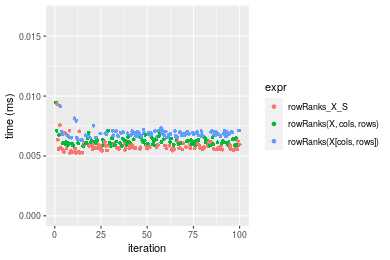 0.015
0.010
0.005
0.000
time (ms)
0
25
50
75
100
iteration
expr
rowRanks_X_S
rowRanks(X, cols, rows)
rowRanks(X[cols, rows])